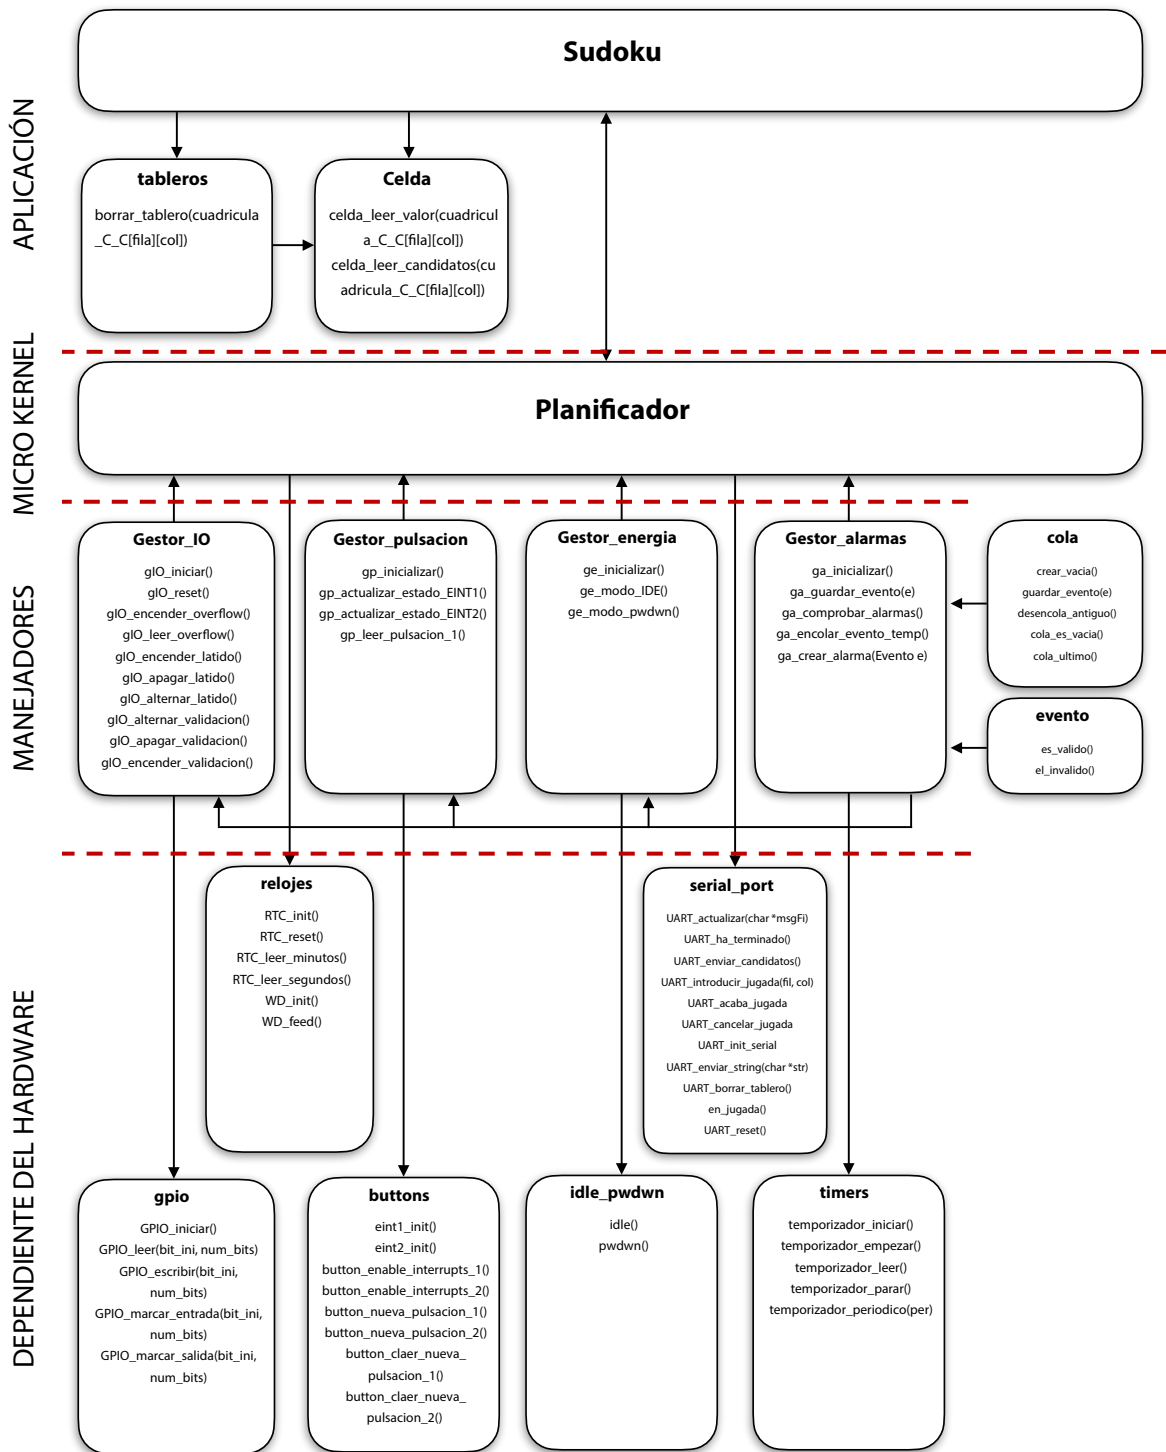 APLICACIÓN
Sudoku
tableros
borrar_tablero(cuadricula
_C_C[fila][col])
Celda
celda_leer_valor(cuadricul
a_C_C[fila][col])
celda_leer_candidatos(cu
adricula_C_C[fila][col])
MICRO KERNEL
Planificador
MANEJADORES
Gestor_IO
gIO_iniciar()
gIO_reset()
gIO_encender_overflow()
gIO_leer_overflow()
gIO_encender_latido()
gIO_apagar_latido()
gIO_alternar_latido()
gIO_alternar_validacion()
gIO_apagar_validacion()
gIO_encender_validacion()
Gestor_pulsacion
gp_inicializar()
gp_actualizar_estado_EINT1()
gp_actualizar_estado_EINT2()
gp_leer_pulsacion_1()
Gestor_energia
ge_inicializar()
ge_modo_IDE()
ge_modo_pwdwn()
Gestor_alarmas
ga_inicializar()
ga_guardar_evento(e)
ga_comprobar_alarmas()
ga_encolar_evento_temp()
ga_crear_alarma(Evento e)
cola
crear_vacia()
guardar_evento(e)
desencola_antiguo()
cola_es_vacia()
cola_ultimo()
evento
es_valido()
el_invalido()
DEPENDIENTE DEL HARDWARE
relojes
RTC_init()
RTC_reset()
RTC_leer_minutos()
RTC_leer_segundos()
WD_init()
WD_feed()
serial_port
UART_actualizar(char *msgFi)
UART_ha_terminado()
UART_enviar_candidatos()
UART_introducir_jugada(fil, col)
UART_acaba_jugada
UART_cancelar_jugada
UART_init_serial
UART_enviar_string(char *str)
UART_borrar_tablero()
en_jugada()
UART_reset()
gpio
GPIO_iniciar()
GPIO_leer(bit_ini, num_bits)
GPIO_escribir(bit_ini,
num_bits)
GPIO_marcar_entrada(bit_ini,
num_bits)
GPIO_marcar_salida(bit_ini,
num_bits)
buttons
eint1_init()
eint2_init()
button_enable_interrupts_1()
button_enable_interrupts_2()
button_nueva_pulsacion_1()
button_nueva_pulsacion_2()
button_claer_nueva_
pulsacion_1()
button_claer_nueva_
pulsacion_2()
idle_pwdwn
idle()
pwdwn()
timers
temporizador_iniciar()
temporizador_empezar()
temporizador_leer()
temporizador_parar()
temporizador_periodico(per)